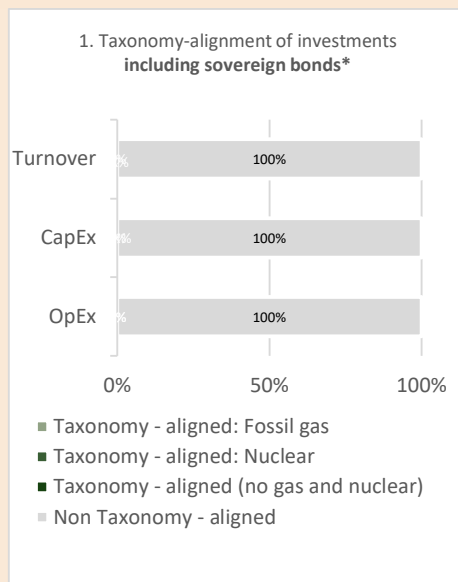 1. Taxonomy-alignment of investments
including sovereign bonds*
Turnover
100%
CapEx
100%
OpEx
100%
0% 50% 100%
Taxonomy - aligned: Fossil gas
Taxonomy - aligned: Nuclear
Taxonomy - aligned (no gas and nuclear)
Non Taxonomy - aligned